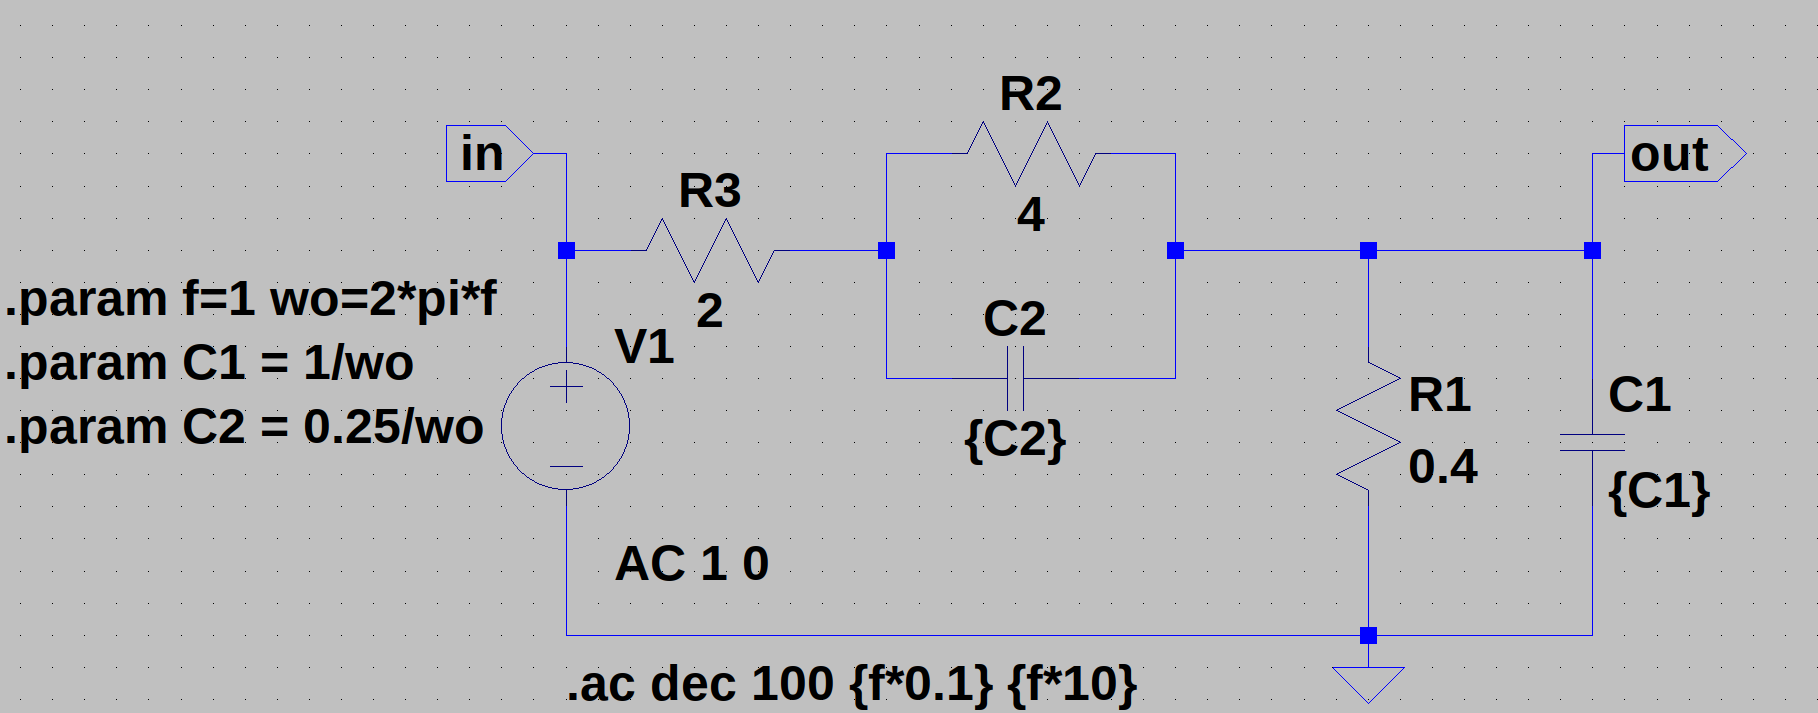 R2
in
out
R3
4
.param f=1 wo=2*pi*f
2
C2
V1
.param C1 = 1/wo
R1
C1
.param C2 = 0.25/wo
{C2}
0.4
{C1}
AC 1 0
.ac dec 100 {f*0.1} {f*10}